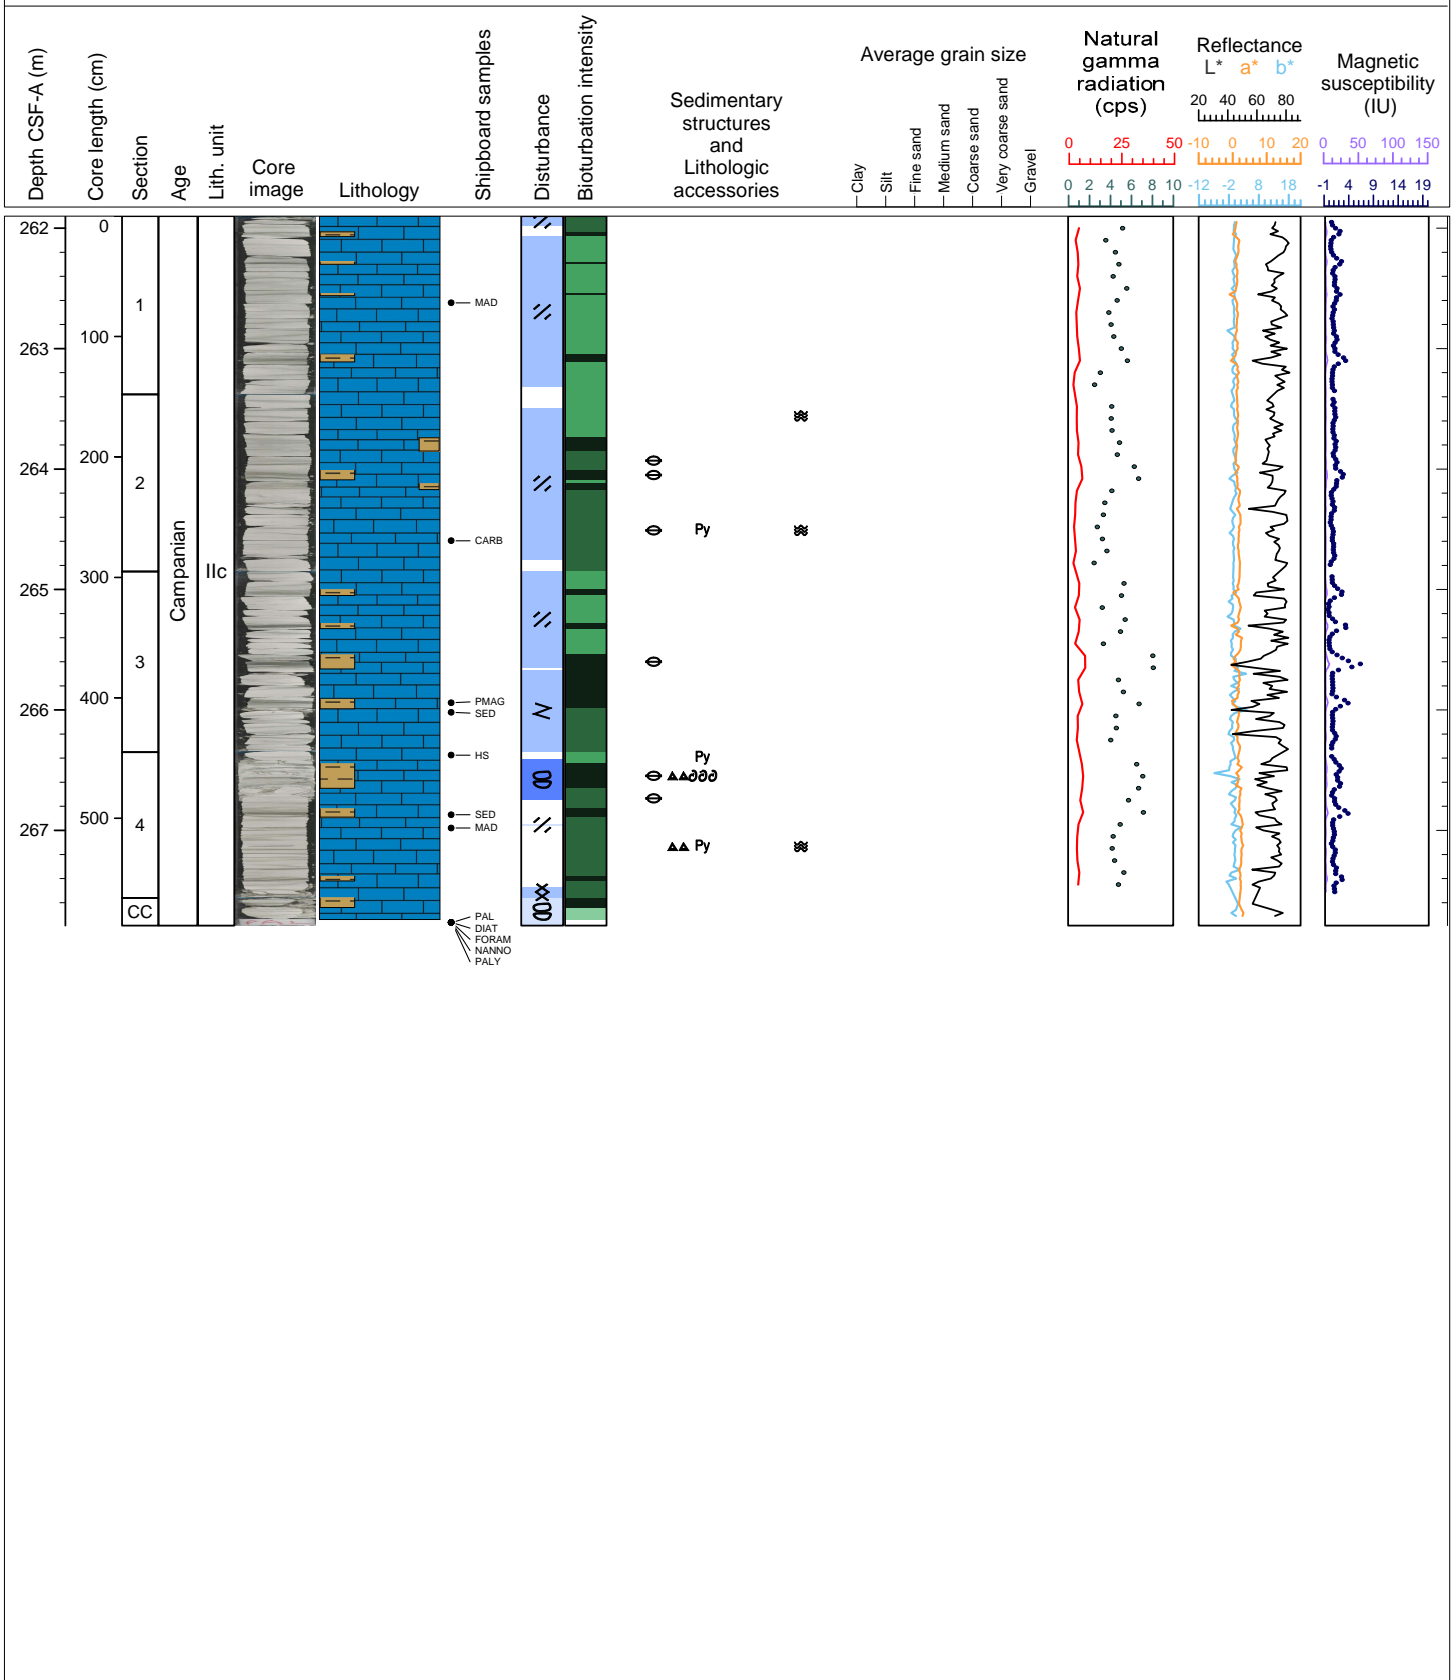 Depth CSF-A (m)
Core length (cm)
Section
Age
Lith. unit
Core
image
Lithology
Shipboard samples
Disturbance
Bioturbation intensity
Sedimentary
structures
and
Lithologic
accessories
Average grain size
Clay
Silt
Fine sand
Medium sand
Coarse sand
Very coarse sand
Gravel
Natural
gamma
radiation
(cps)
0 25 50
0 2 4 6 8 10
Reflectance
L* a* b*
20 40 60 80
-10 0 10 20
-12 -2 8 18
Magnetic
susceptibility
(IU)
0 50 100 150
-1 4 9 14 19
262
263
264
265
266
267
0
100
200
300
400
500
1
2
3
4
CC
Campanian
IIc
MAD
CARB
Py
PMAG
SED
HS
Py
SED
MAD
Py
PAL
DIAT
FORAM
NANNO
PALY